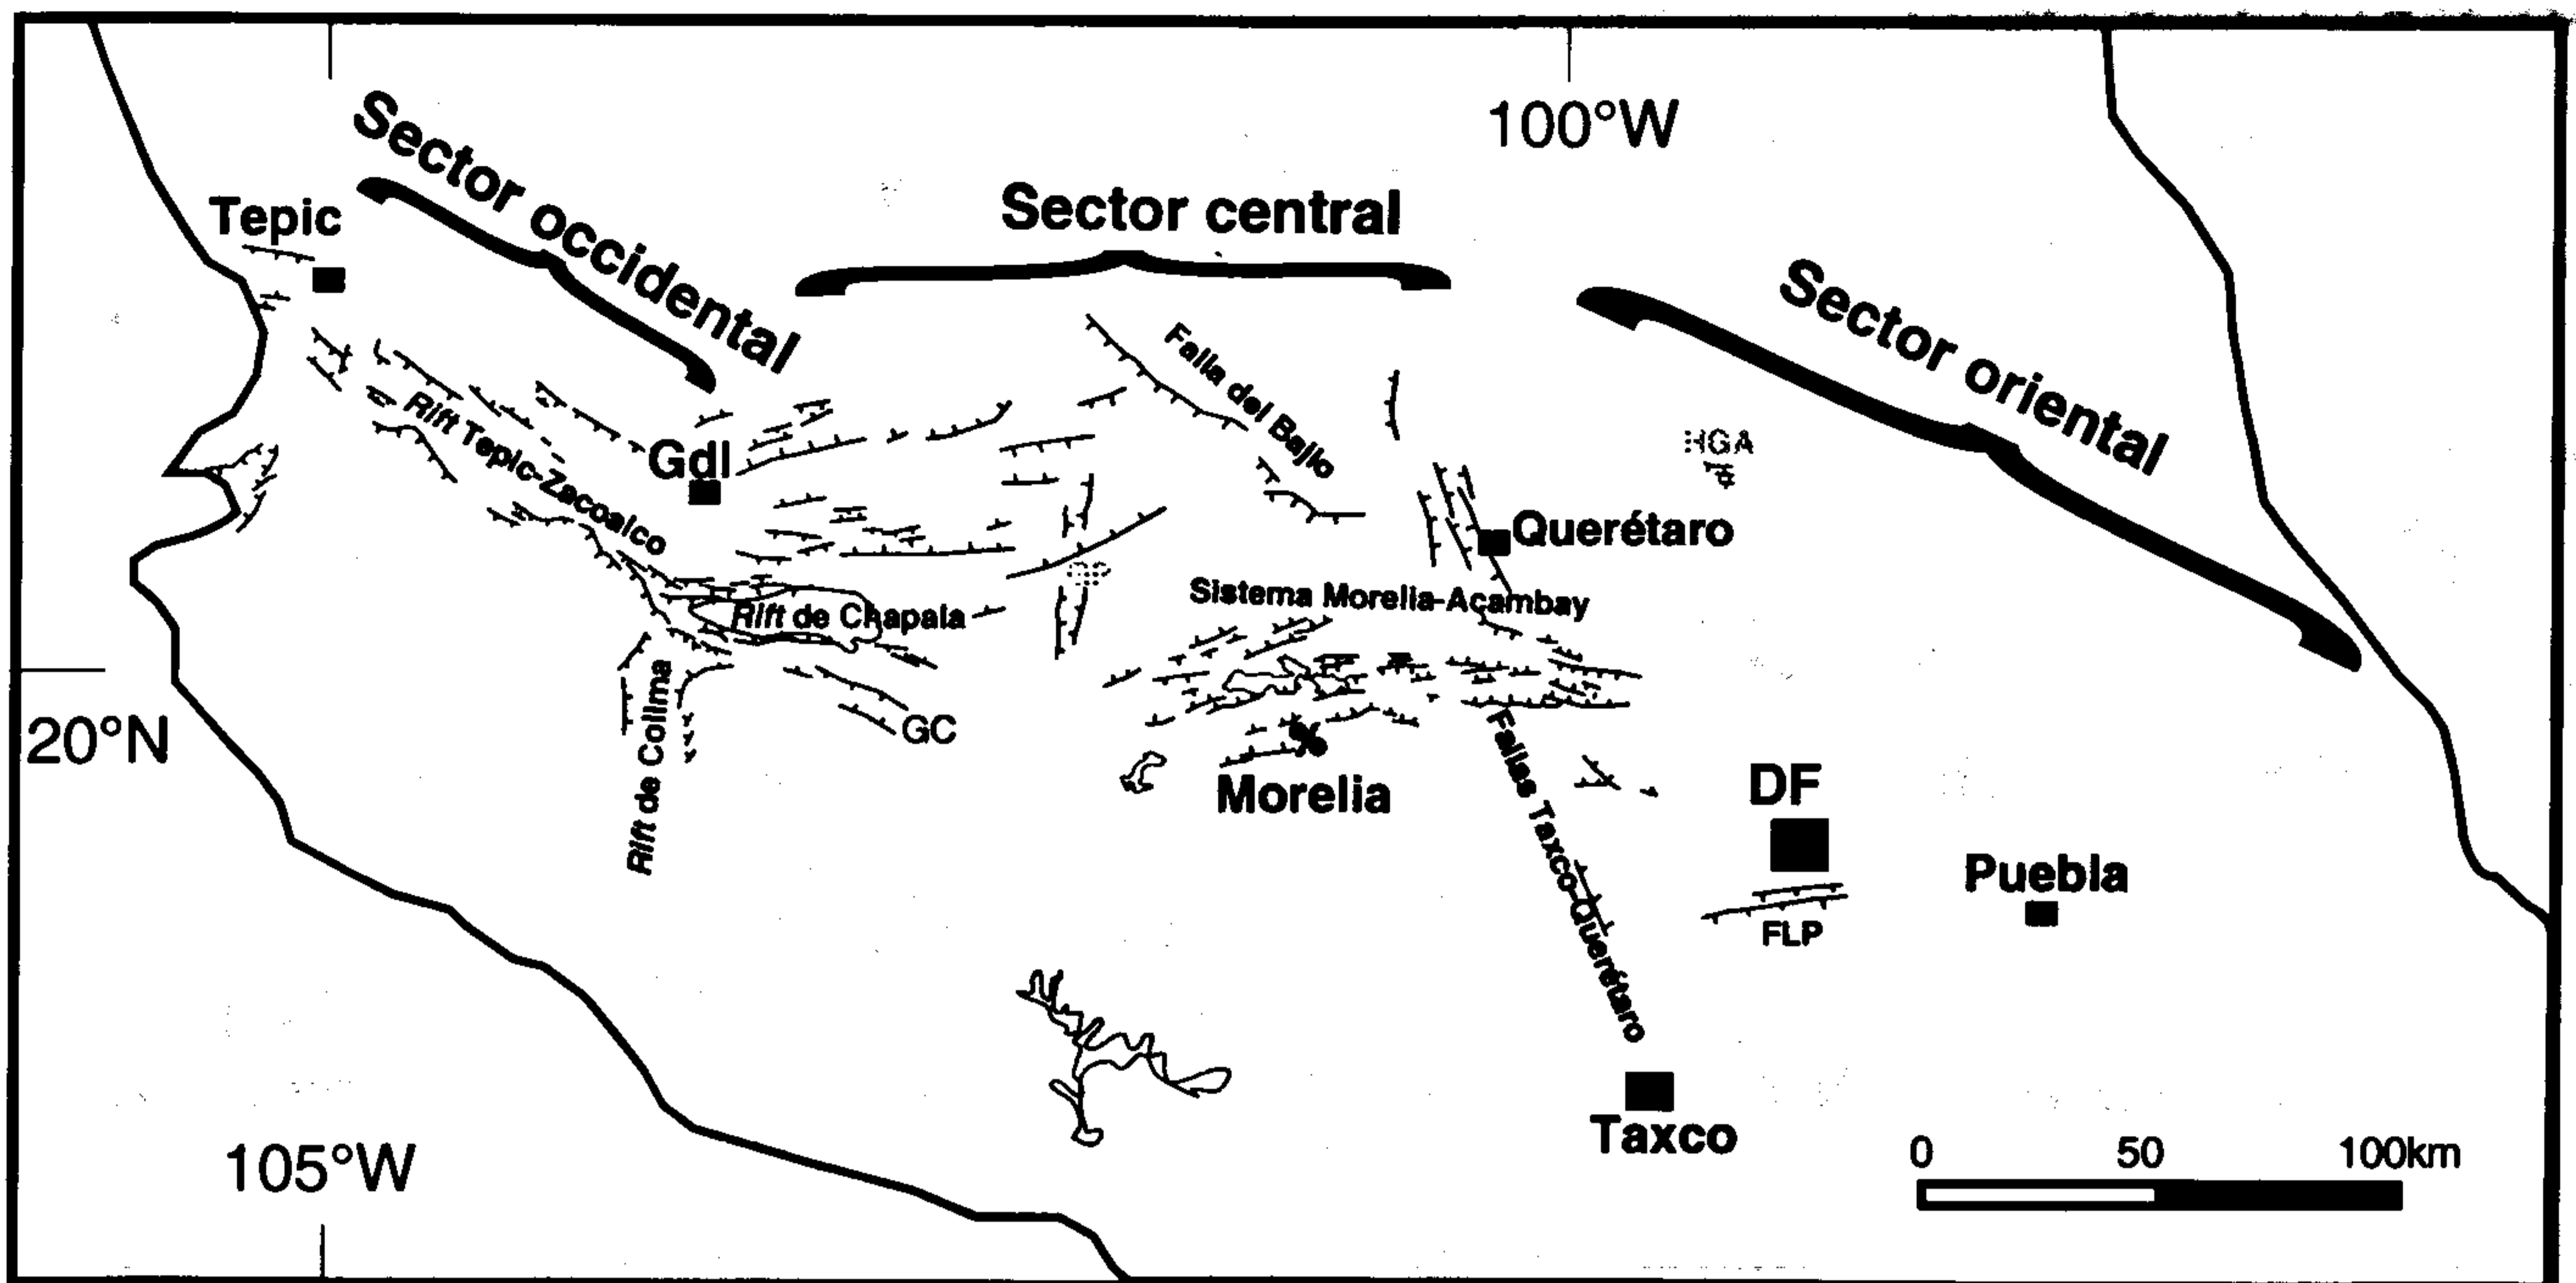 100°W
Sector occidental
Sector central
Tepic
Sector oriental
Falla del Bajío
Rift Tepic-Zacoalco
Gdl
HGA
Querétaro
Sistema Morelia-Acambay
Rift de Chapala
Rift de Colima
GC
20°N
Morelia
Fallas Taxco-Querétaro
DF
Puebla
FLP
Taxco
105°W
0 50 100km